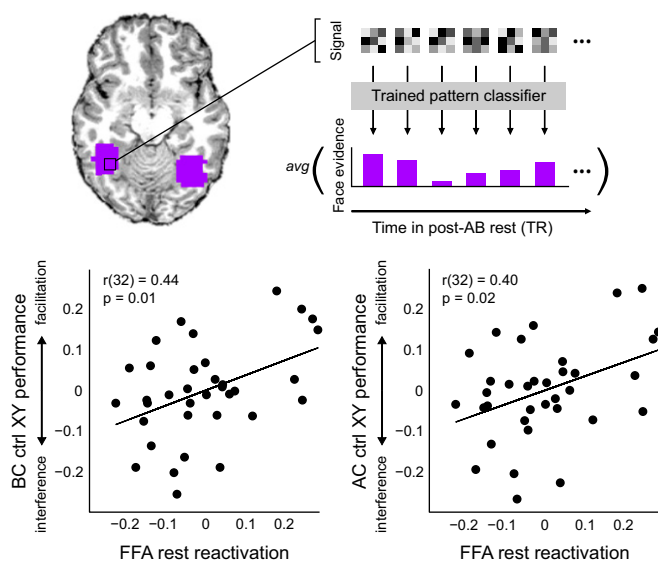 Signal
...
Trained pattern classifier
avg
(
Face evidence
...
)
Time in post-AB rest (TR)
BC ctrl XY performance
interference
facilitation
r(32) = 0.44
p = 0.01
0.2
0.1
0
−0.1
−0.2
−0.2
−0.1
0
0.1
0.2
FFA rest reactivation
AC ctrl XY performance
interference
facilitation
r(32) = 0.40
p = 0.02
0.2
0.1
0
−0.1
−0.2
−0.2
−0.1
0
0.1
0.2
FFA rest reactivation